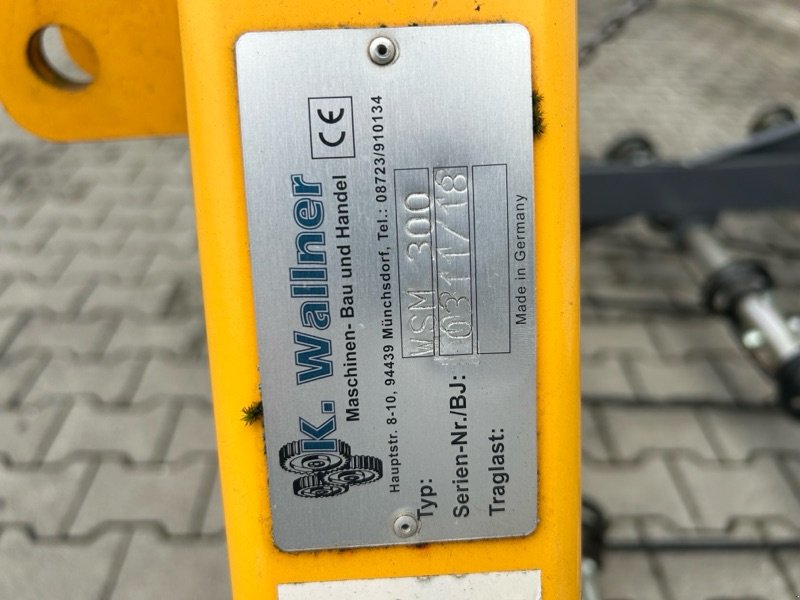 K. Wallner
CE
Maschinen- Bau und Handel
Hauptstr. 8-10, 94439 Münchsdorf, Tel.: 08723/910134
Typ: WSM 300
Serien-Nr./BJ: 0311/18
Traglast:
Made in Germany